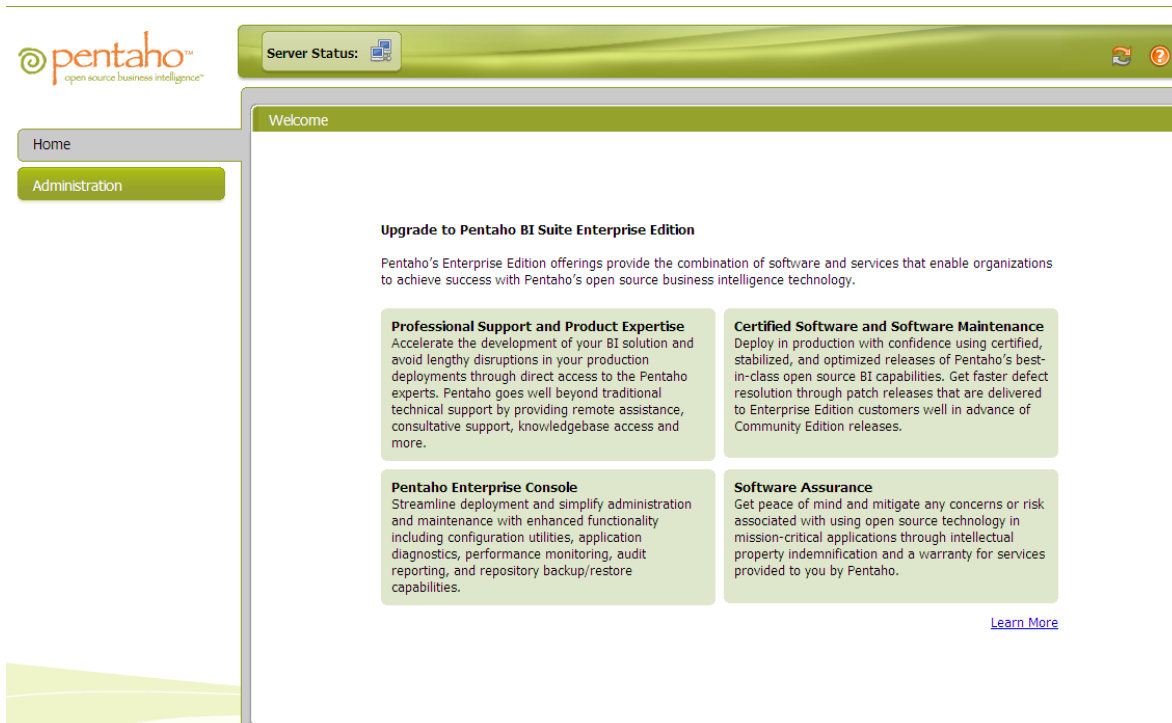 pentaho™
open source business intelligence™
Server Status:
Home
Administration
Welcome
Upgrade to Pentaho BI Suite Enterprise Edition
Pentaho's Enterprise Edition offerings provide the combination of software and services that enable organizations
to achieve success with Pentaho's open source business intelligence technology.
Professional Support and Product Expertise
Accelerate the development of your BI solution and
avoid lengthy disruptions in your production
deployments through direct access to the Pentaho
experts. Pentaho goes well beyond traditional
technical support by providing remote assistance,
consultative support, knowledgebase access and
more.
Certified Software and Software Maintenance
Deploy in production with confidence using certified,
stabilized, and optimized releases of Pentaho's best-
in-class open source BI capabilities. Get faster defect
resolution through patch releases that are delivered
to Enterprise Edition customers well in advance of
Community Edition releases.
Pentaho Enterprise Console
Streamline deployment and simplify administration
and maintenance with enhanced functionality
including configuration utilities, application
diagnostics, performance monitoring, audit
reporting, and repository backup/restore
capabilities.
Software Assurance
Get peace of mind and mitigate any concerns or risk
associated with using open source technology in
mission-critical applications through intellectual
property indemnification and a warranty for services
provided to you by Pentaho.
Learn More